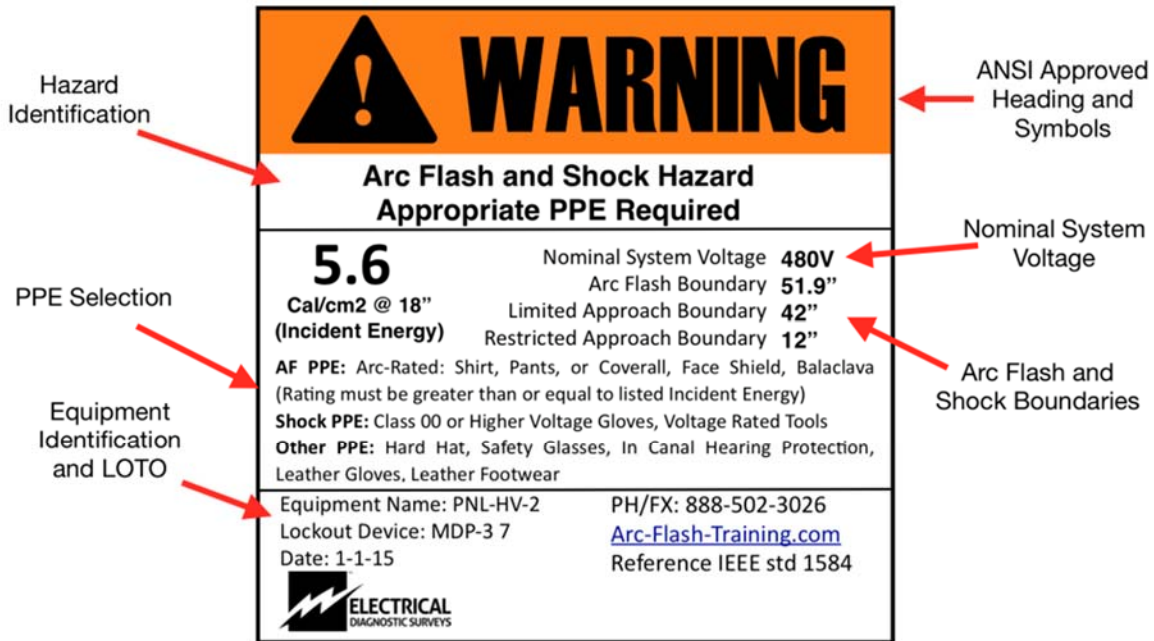 WARNING
Hazard
Identification
ANSI Approved
Heading and
Symbols
Arc Flash and Shock Hazard
Appropriate PPE Required
5.6
Cal/cm2 @ 18”
(Incident Energy)
Nominal System Voltage 480V
Arc Flash Boundary 51.9”
Limited Approach Boundary 42”
Restricted Approach Boundary 12”
Nominal System
Voltage
PPE Selection
AF PPE: Arc-Rated: Shirt, Pants, or Coverall, Face Shield, Balaclava
(Rating must be greater than or equal to listed Incident Energy)
Shock PPE: Class 00 or Higher Voltage Gloves, Voltage Rated Tools
Other PPE: Hard Hat, Safety Glasses, In Canal Hearing Protection,
Leather Gloves, Leather Footwear
Arc Flash and
Shock Boundaries
Equipment
Identification
and LOTO
Equipment Name: PNL-HV-2
Lockout Device: MDP-3 7
Date: 1-1-15
PH/FX: 888-502-3026
Arc-Flash-Training.com
Reference IEEE std 1584
ELECTRICAL
DIAGNOSTIC SURVEYS